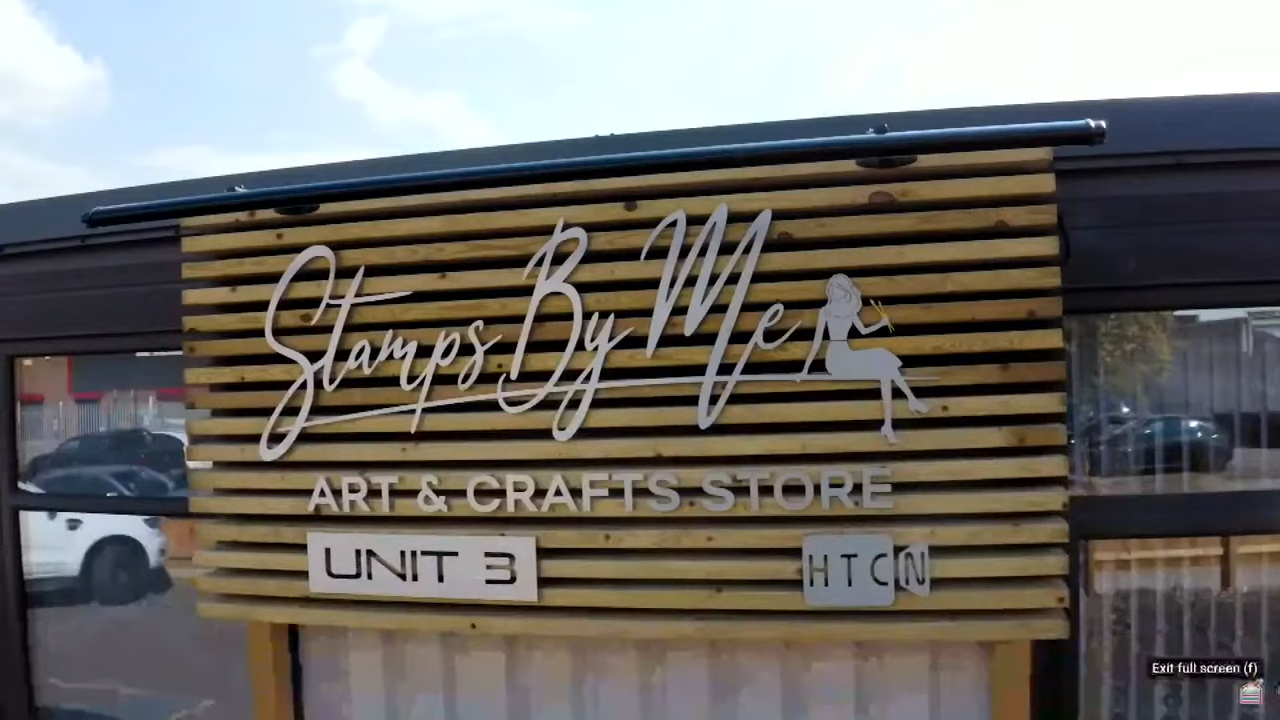 Stamps By Me
ART & CRAFTS STORE
UNIT 3
HTCN
Exit full screen (f)